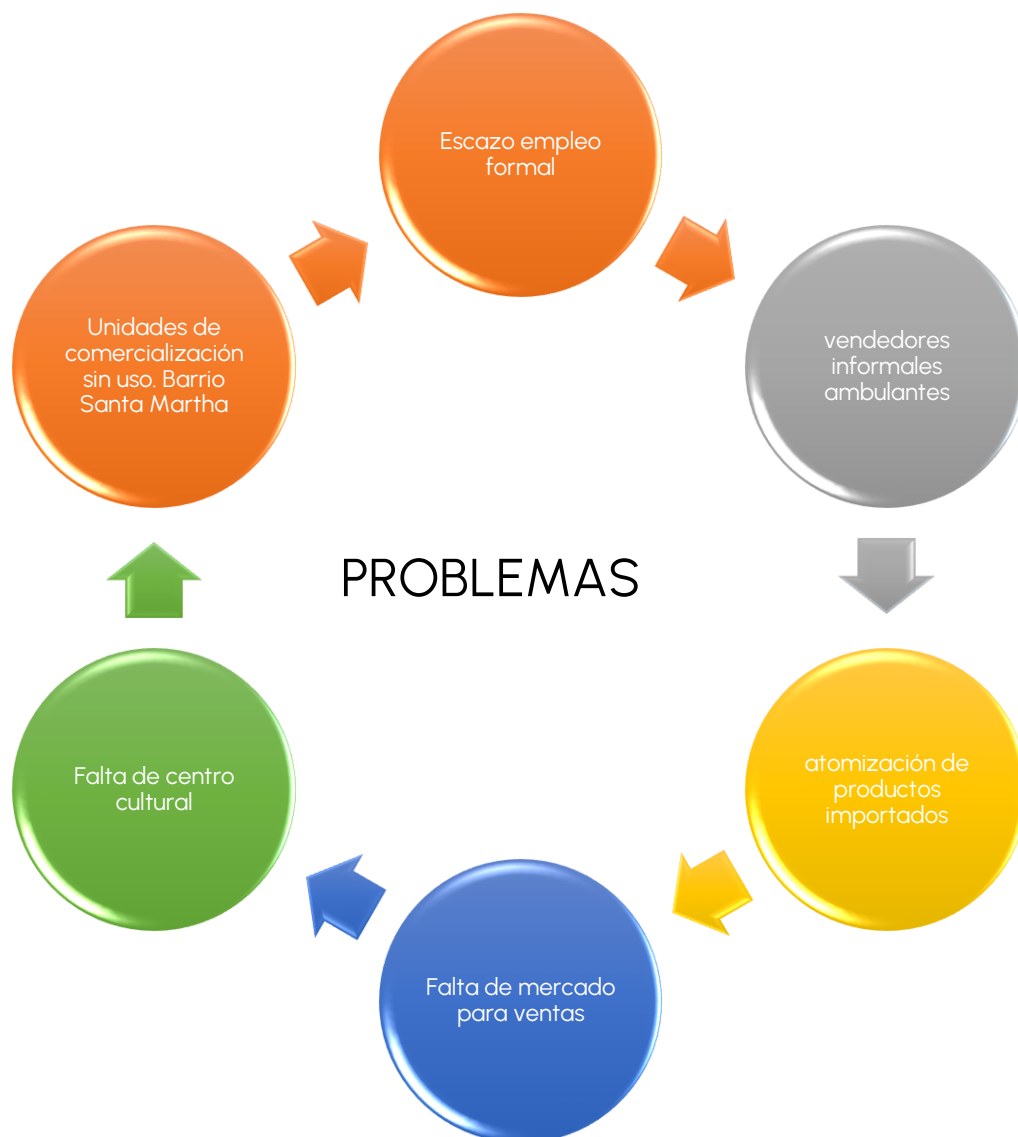 Escazo empleo
formal
vendedores
informales
ambulantes
atomización de
productos
importados
Falta de mercado
para ventas
Falta de centro
cultural
Unidades de
comercialización
sin uso. Barrio
Santa Martha
PROBLEMAS